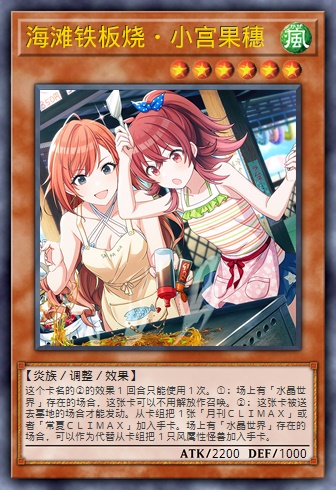 海滩铁板烧・小宫果穗
風
【炎族／调整／效果】
这个卡名的②的效果1回合只能使用1次。①：场上有「水晶世
界」存在的场合，这张卡可以不用解放作召唤。②：这张卡被送
去墓地的场合才能发动。从卡组把1张「月刊ＣＬＩＭＡＸ」或
者「常夏ＣＬＩＭＡＸ」加入手卡。场上有「水晶世界」存在的
场合，可以作为代替从卡组把1只风属性怪兽加入手卡。
ATK/2200 DEF/1000